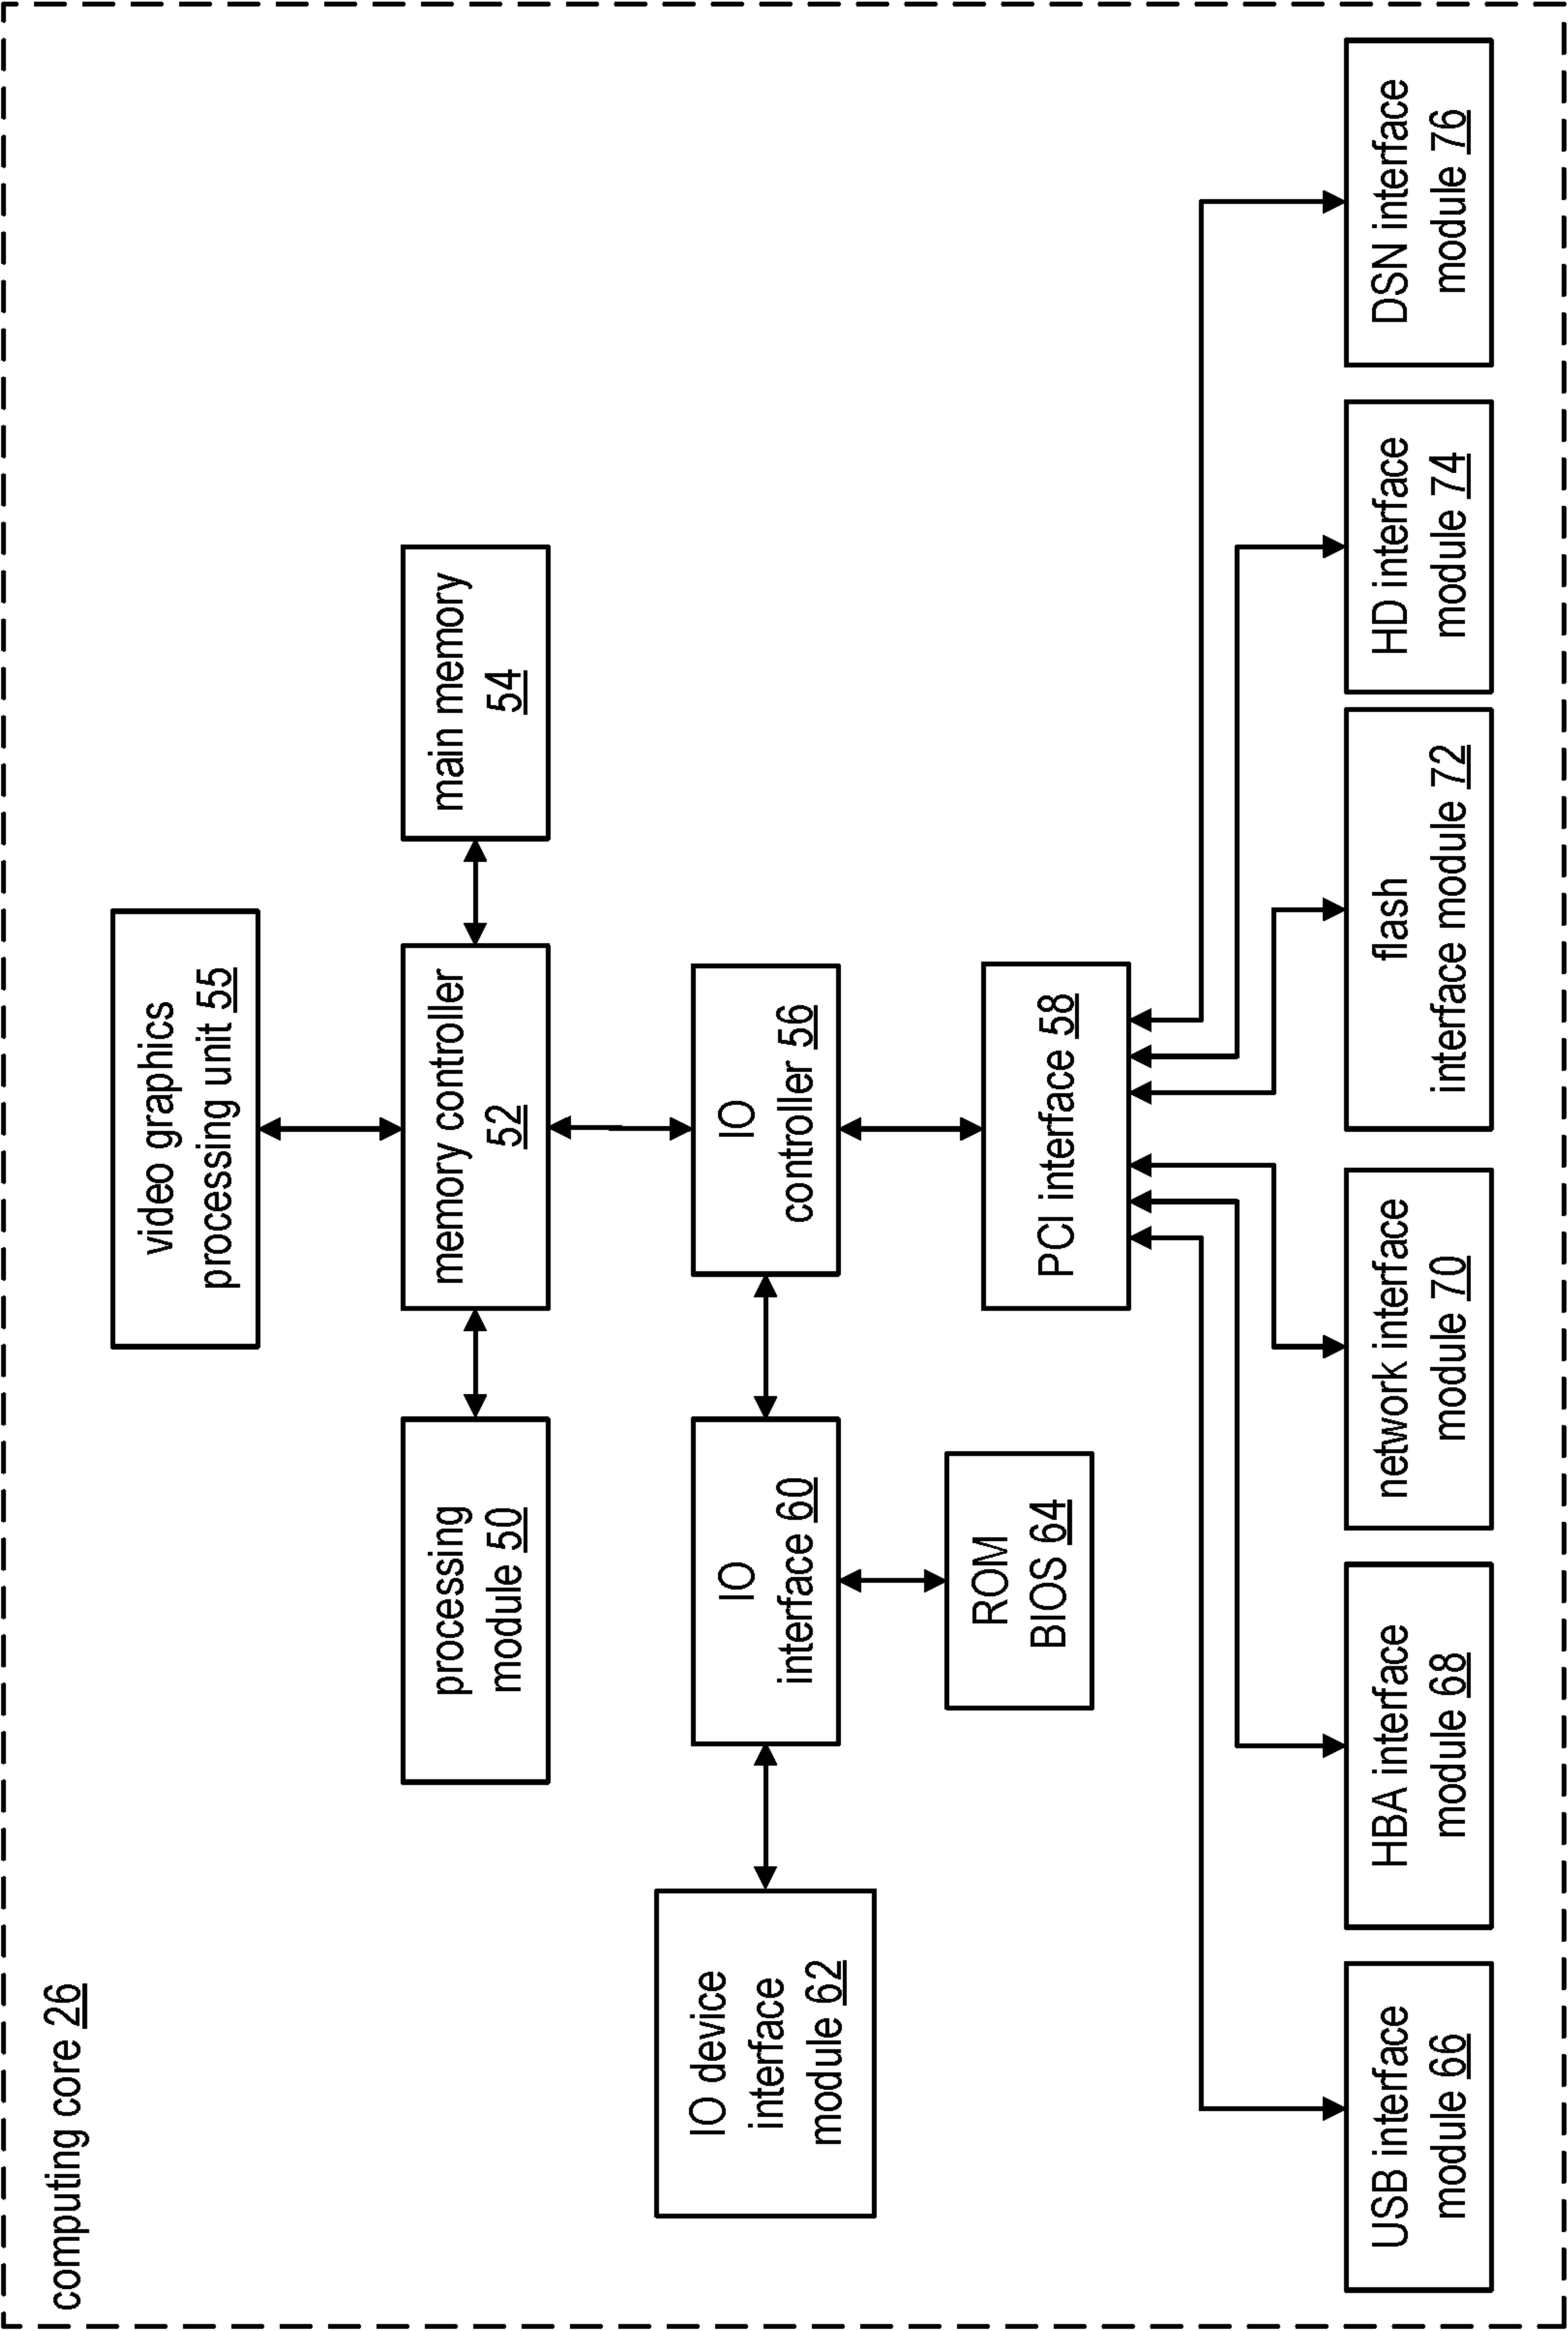 computing core 26
video graphics
processing unit 55
processing
module 50
memory controller
52
main memory
54
IO device
interface
module 62
IO
interface 60
IO
controller 56
ROM
BIOS 64
PCI interface 58
USB interface
module 66
HBA interface
module 68
network interface
module 70
flash
interface module 72
HD interface
module 74
DSN interface
module 76